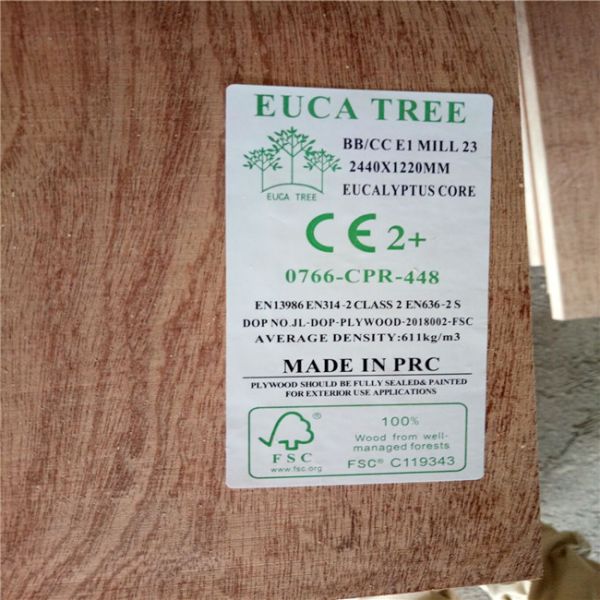 EUCA TREE
EUCA TREE
BB/CC E1 MILL 23
2440X1220MM
EUCALYPTUS CORE
CE 2+
0766-CPR-448
EN13986 EN314-2 CLASS 2 EN636-2 S
DOP NO.JL-DOP-PLYWOOD-2018002-FSC
AVERAGE DENSITY:611kg/m3
MADE IN PRC
PLYWOOD SHOULD BE FULLY SEALED& PAINTED
FOR EXTERIOR USE APPLICATIONS
FSC
www.fsc.org
100%
Wood from well-
managed forests
FSC® C119343